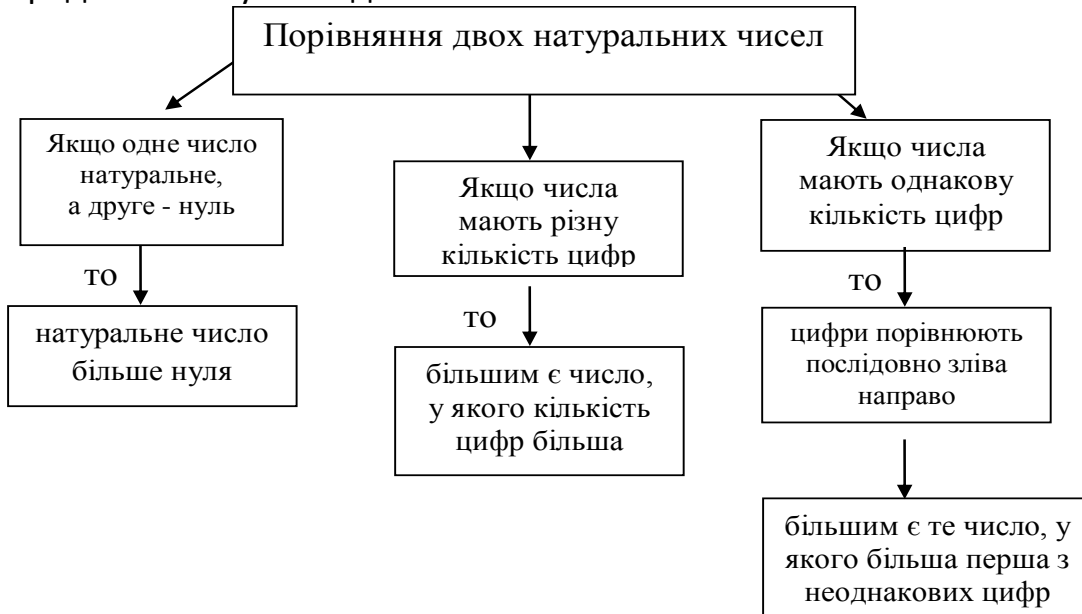 Порівняння двох натуральних чисел
Якщо одне число
натуральне,
а друге - нуль
то
натуральне число
більше нуля
Якщо числа
мають різну
кількість цифр
то
більшим є число,
у якого кількість
цифр більша
Якщо числа
мають однакову
кількість цифр
то
цифри порівнюють
послідовно зліва
направо
більшим є те число, у
якого більша перша з
неоднакових цифр